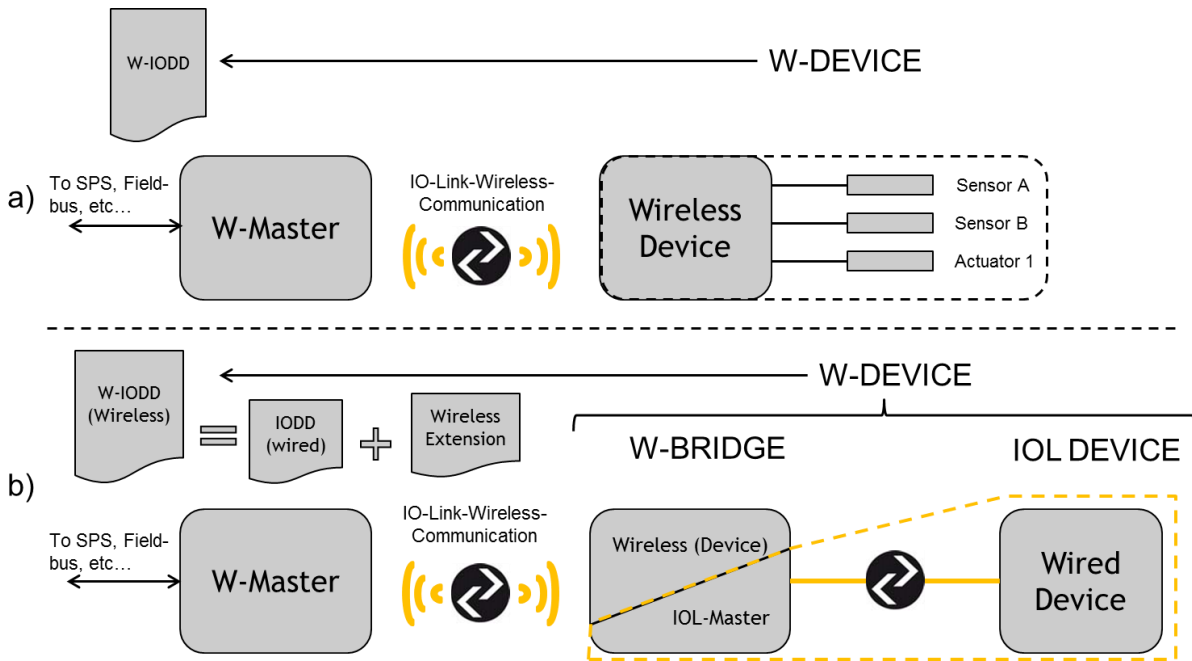 W-IODD
W-DEVICE
a)
To SPS, Field-
bus, etc…
W-Master
IO-Link-Wireless-
Communication
Wireless
Device
Sensor A
Sensor B
Actuator 1
W-DEVICE
W-IODD
(Wireless)
=
IODD
(wired)
+
Wireless
Extension
W-BRIDGE
IOL DEVICE
b)
To SPS, Field-
bus, etc…
W-Master
IO-Link-Wireless-
Communication
Wireless (Device)
IOL-Master
Wired
Device